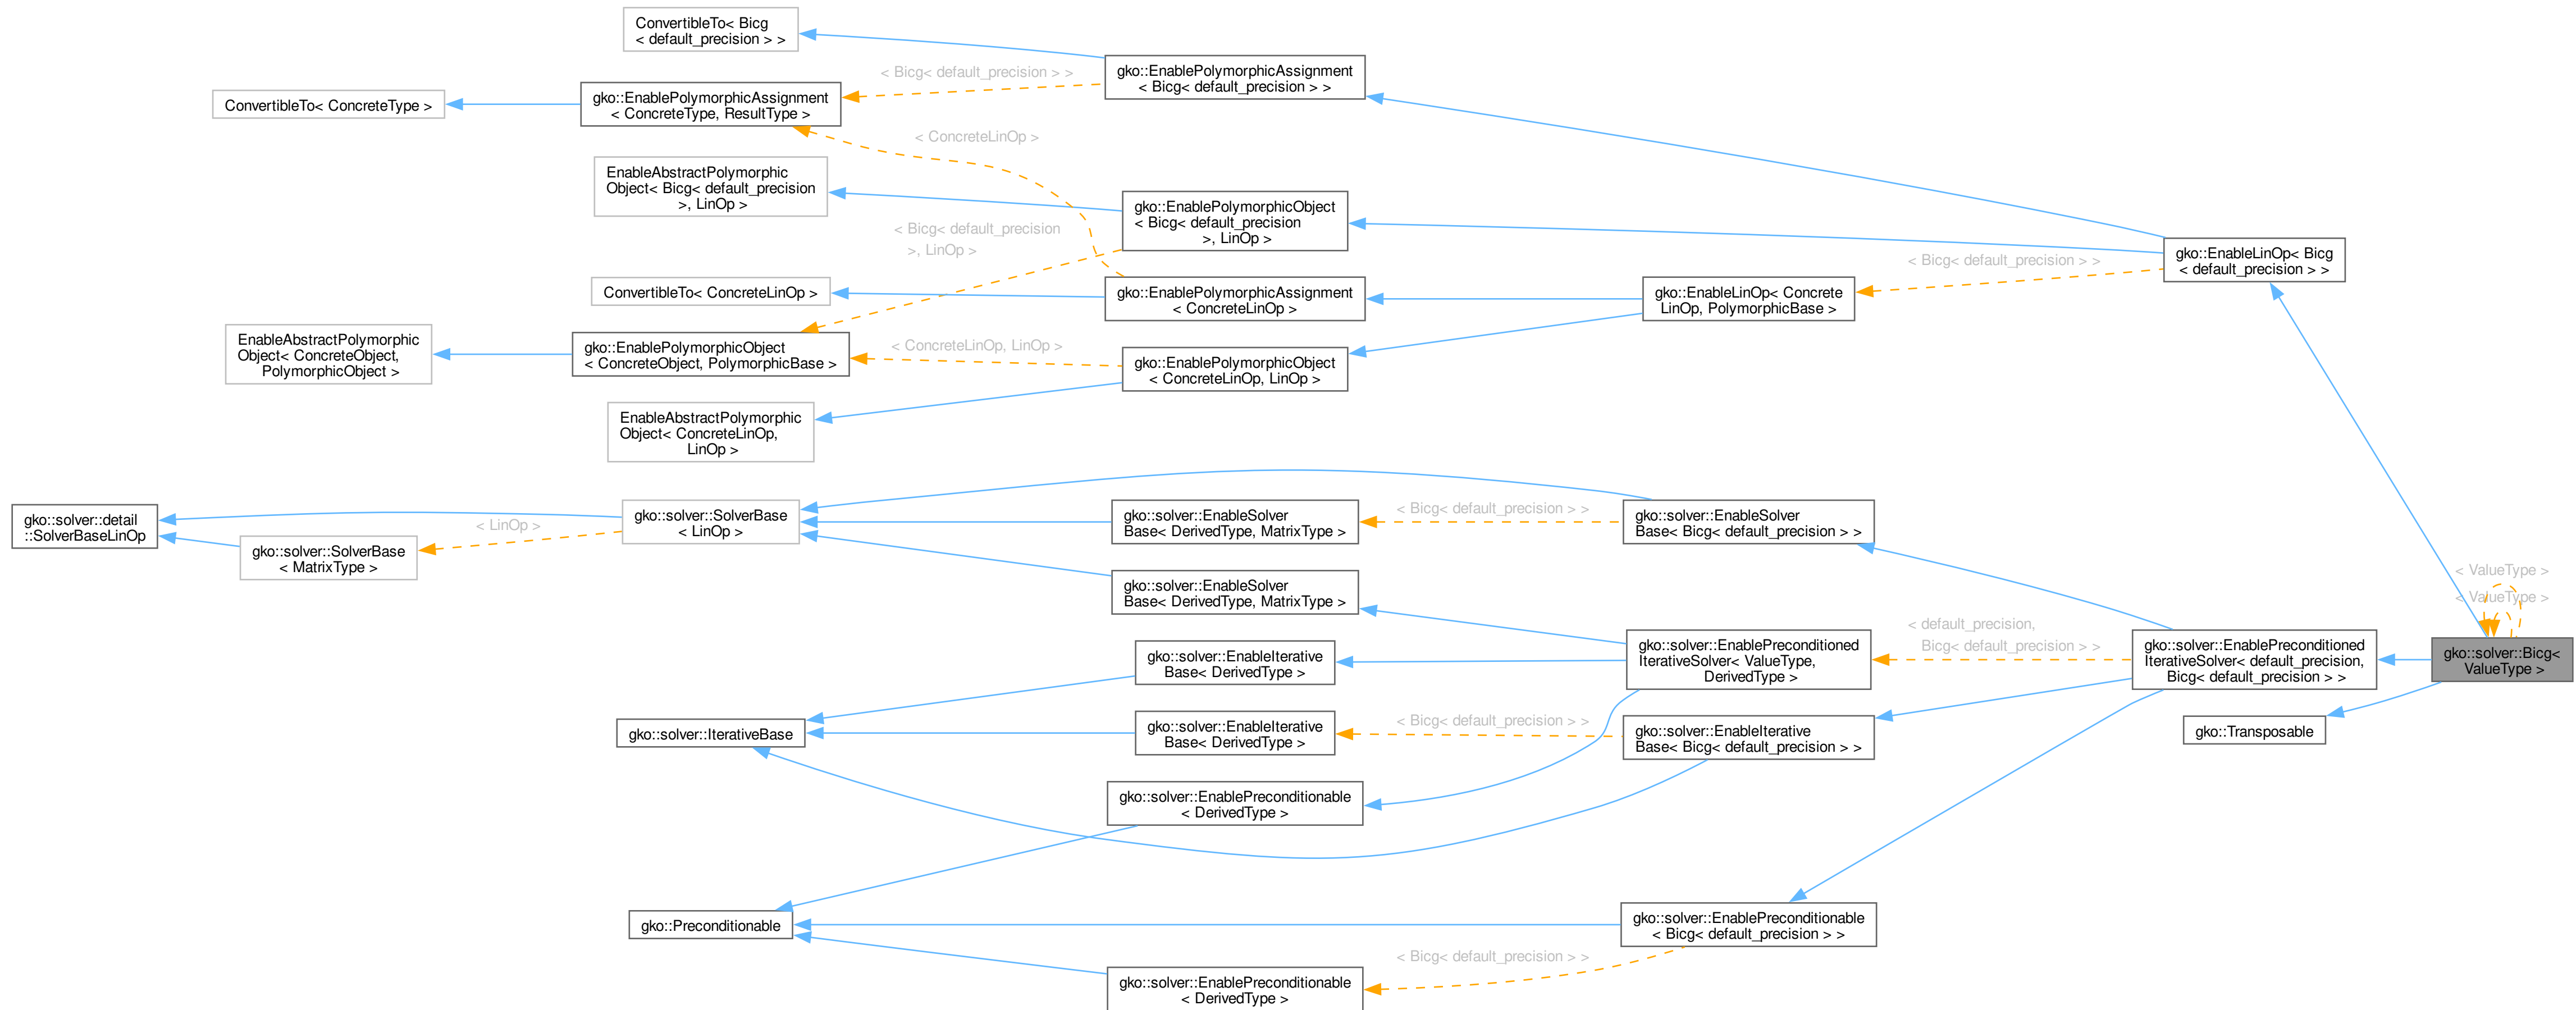 ConvertibleTo< Bicg
< default_precision > >
gko::EnablePolymorphicAssignment
< Bicg< default_precision > >
< Bicg< default_precision > >
ConvertibleTo< ConcreteType >
gko::EnablePolymorphicAssignment
< ConcreteType, ResultType >
< ConcreteLinOp >
EnableAbstractPolymorphic
Object< Bicg< default_precision
>, LinOp >
gko::EnablePolymorphicObject
< Bicg< default_precision
>, LinOp >
< Bicg< default_precision
>, LinOp >
gko::EnableLinOp< Bicg
< default_precision > >
< Bicg< default_precision > >
ConvertibleTo< ConcreteLinOp >
gko::EnablePolymorphicAssignment
< ConcreteLinOp >
gko::EnableLinOp< Concrete
LinOp, PolymorphicBase >
EnableAbstractPolymorphic
Object< ConcreteObject,
PolymorphicObject >
gko::EnablePolymorphicObject
< ConcreteObject, PolymorphicBase >
< ConcreteLinOp, LinOp >
gko::EnablePolymorphicObject
< ConcreteLinOp, LinOp >
EnableAbstractPolymorphic
Object< ConcreteLinOp,
LinOp >
gko::solver::detail
::SolverBaseLinOp
< LinOp >
gko::solver::SolverBase
< MatrixType >
gko::solver::SolverBase
< LinOp >
gko::solver::EnableSolver
Base< DerivedType, MatrixType >
< Bicg< default_precision > >
gko::solver::EnableSolver
Base< Bicg< default_precision > >
gko::solver::EnableSolver
Base< DerivedType, MatrixType >
< ValueType >
< ValueType >
gko::solver::EnableIterative
Base< DerivedType >
gko::solver::EnablePreconditioned
IterativeSolver< ValueType,
DerivedType >
< default_precision,
Bicg< default_precision > >
gko::solver::EnablePreconditioned
IterativeSolver< default_precision,
Bicg< default_precision > >
gko::solver::Bicg<
ValueType >
gko::solver::IterativeBase
gko::solver::EnableIterative
Base< DerivedType >
< Bicg< default_precision > >
gko::solver::EnableIterative
Base< Bicg< default_precision > >
gko::Transposable
gko::solver::EnablePreconditionable
< DerivedType >
gko::Preconditionable
gko::solver::EnablePreconditionable
< Bicg< default_precision > >
< Bicg< default_precision > >
gko::solver::EnablePreconditionable
< DerivedType >